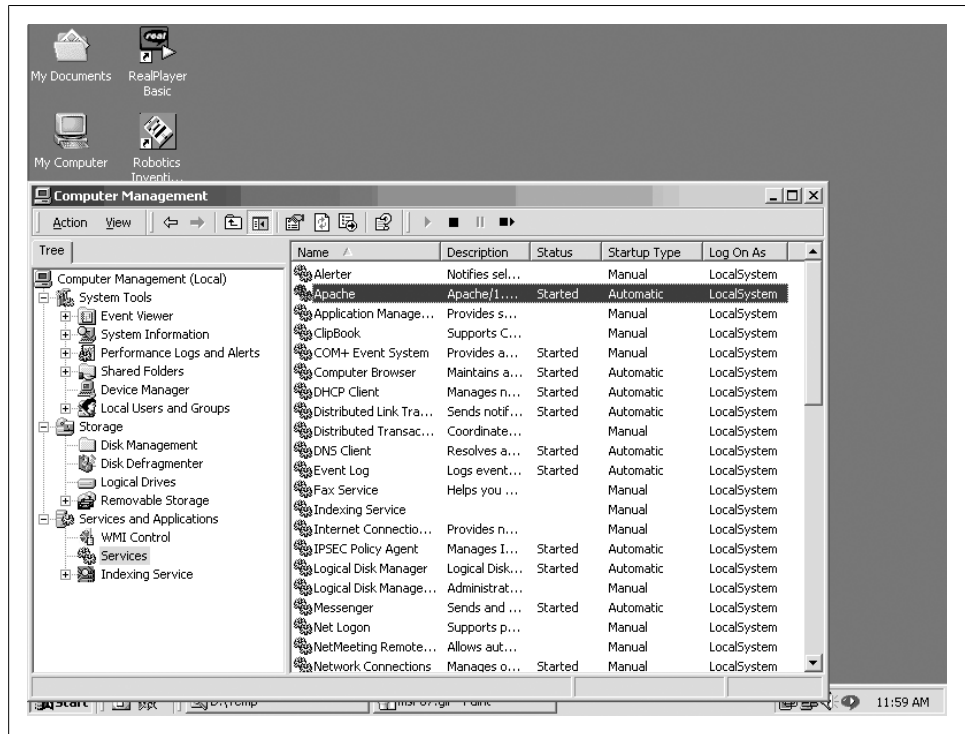 real
My Documents RealPlayer Basic
My Computer Robotics Inventi...
Computer Management
Action View
Tree
Name Description Status Startup Type Log On As
Computer Management (Local)
System Tools
Event Viewer
System Information
Performance Logs and Alerts
Shared Folders
Device Manager
Local Users and Groups
Storage
Disk Management
Disk Defragmenter
Logical Drives
Removable Storage
Services and Applications
WMI Control
Services
Indexing Service
Alerter Notifies sel... Manual LocalSystem
Apache Apache/1.... Started Automatic LocalSystem
Application Manage... Provides s... Manual LocalSystem
ClipBook Supports C... Manual LocalSystem
COM+ Event System Provides a... Started Manual LocalSystem
Computer Browser Maintains a... Started Automatic LocalSystem
DHCP Client Manages n... Started Automatic LocalSystem
Distributed Link Tra... Sends notif... Started Automatic LocalSystem
Distributed Transac... Coordinate... Manual LocalSystem
DNS Client Resolves a... Started Automatic LocalSystem
Event Log Logs event... Started Automatic LocalSystem
Fax Service Helps you ... Manual LocalSystem
Indexing Service Manual LocalSystem
Internet Connectio... Provides n... Manual LocalSystem
IPSEC Policy Agent Manages I... Started Automatic LocalSystem
Logical Disk Manager Logical Disk... Started Automatic LocalSystem
Logical Disk Manage... Administrat... Manual LocalSystem
Messenger Sends and ... Started Automatic LocalSystem
Net Logon Supports p... Manual LocalSystem
NetMeeting Remote... Allows aut... Manual LocalSystem
Network Connections Manages o... Started Manual LocalSystem
Start D:\Temp 11:59 AM